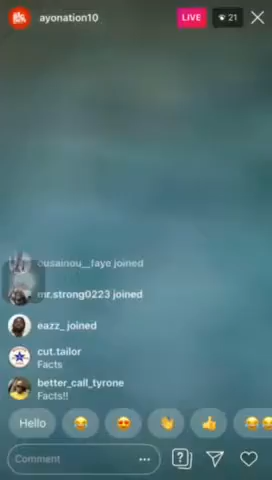 ayonation10
LIVE
21
ousainou__faye joined
mr.strong0223 joined
eazz_ joined
cut.tailor
Facts
better_call_tyrone
Facts!!
Hello
Comment